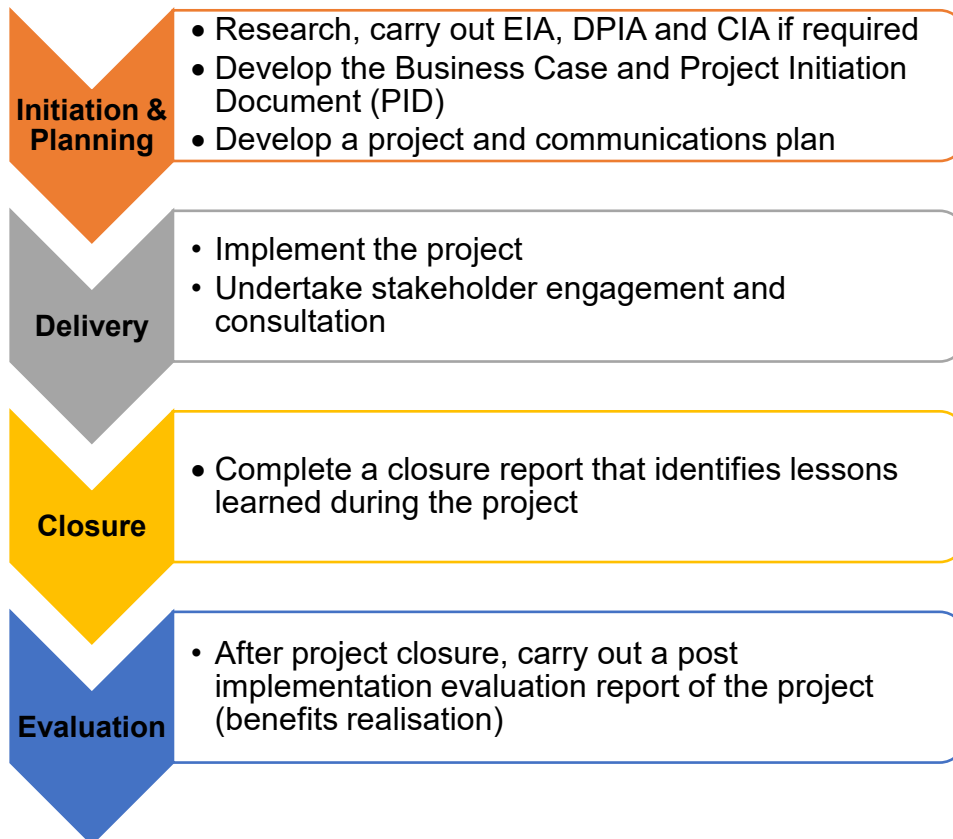 Initiation &
Planning
• Research, carry out EIA, DPIA and CIA if required
• Develop the Business Case and Project Initiation
Document (PID)
• Develop a project and communications plan
Delivery
• Implement the project
• Undertake stakeholder engagement and
consultation
Closure
• Complete a closure report that identifies lessons
learned during the project
Evaluation
• After project closure, carry out a post
implementation evaluation report of the project
(benefits realisation)